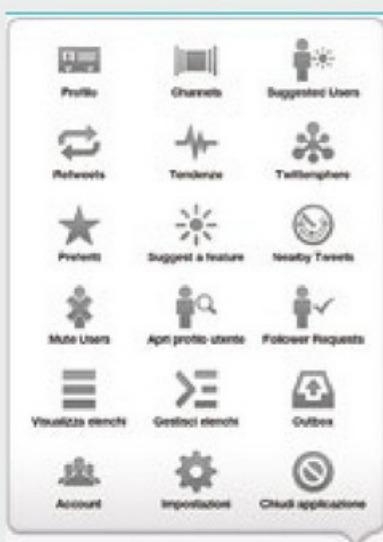 Profilo Channels Suggested Users
Retweets Tendenze Twittersphere
Preferiti Suggest a feature Nearby Tweets
Mute Users Apri profilo utente Follower Requests
Visualizza elenchi Gestisci elenchi Outbox
Account Impostazioni Chiudi applicazione